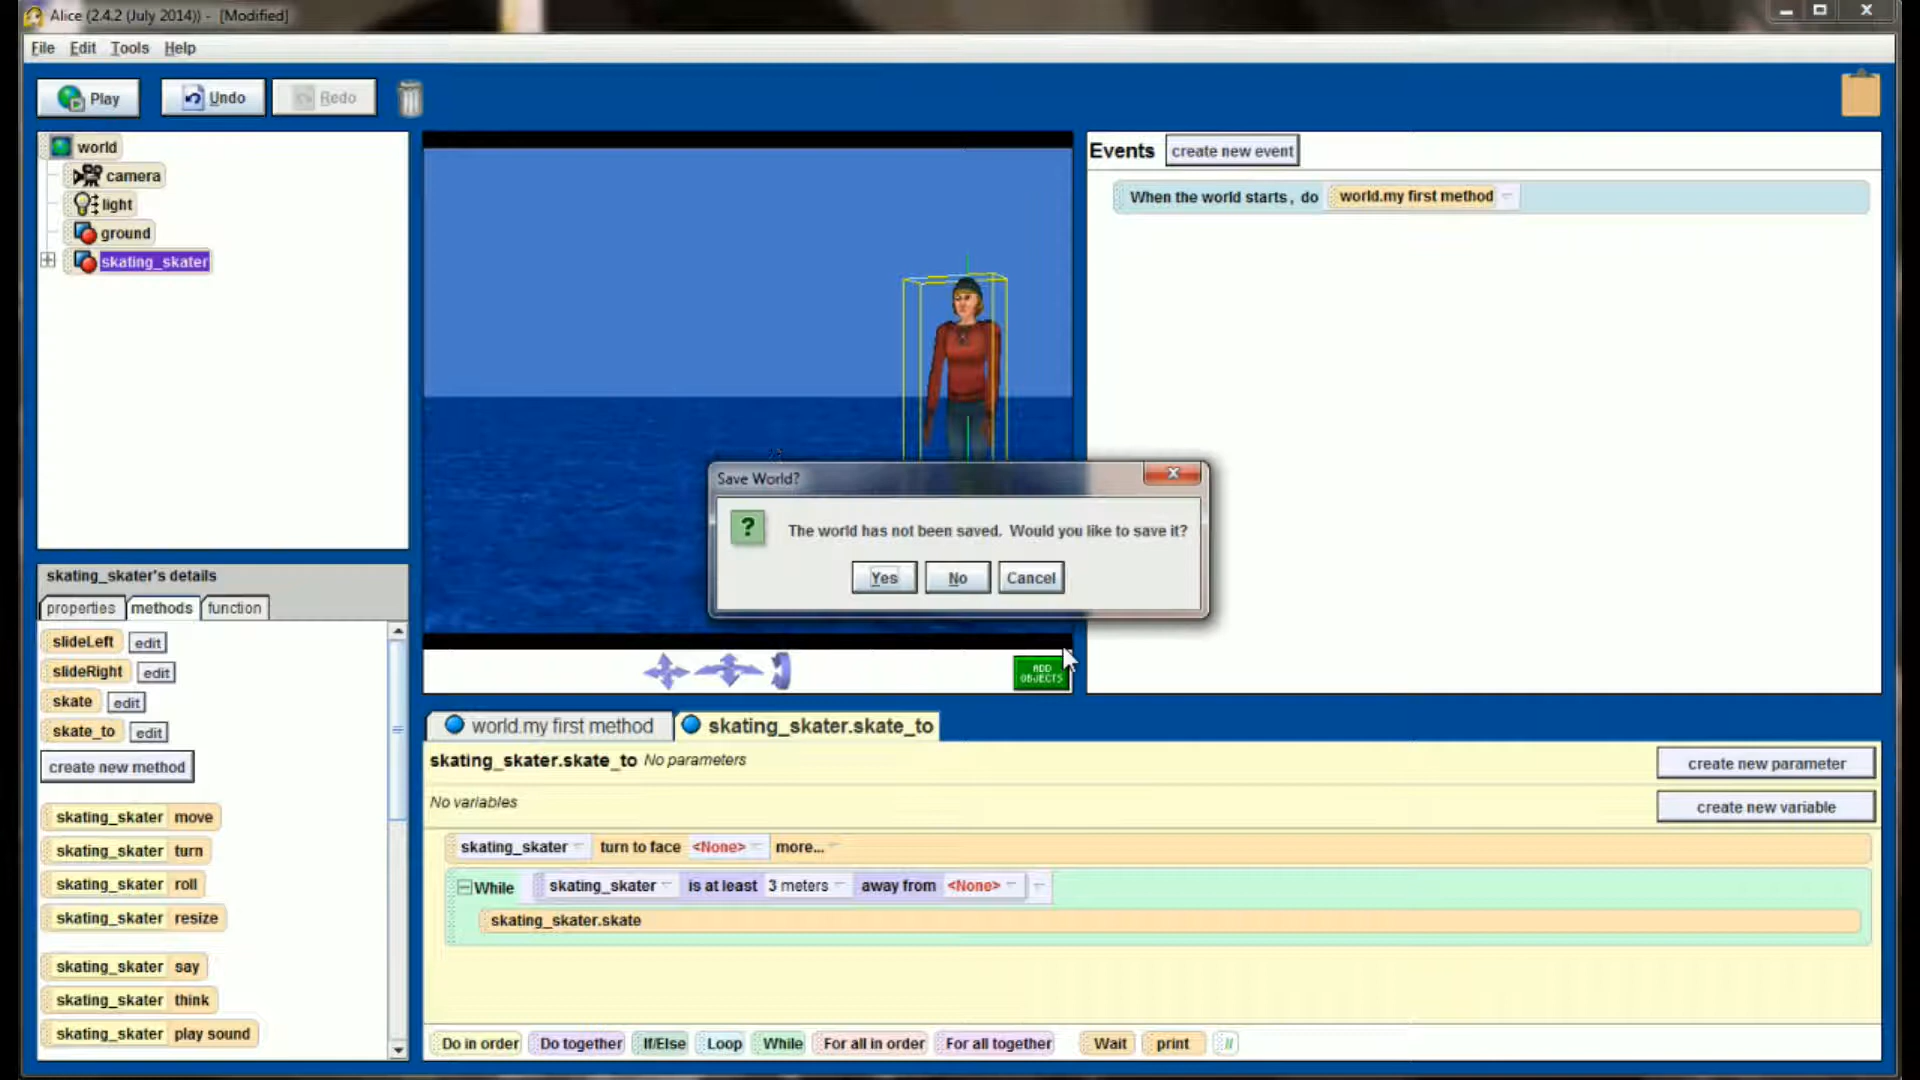 Alice (2.4.2 (July 2014)) - [Modified]
File Edit Tools Help
Play Undo Redo
world
camera
light
ground
skating_skater
Events create new event
When the world starts, do world.my first method
Save World?
The world has not been saved. Would you like to save it?
Yes No Cancel
ADD
OBJECTS
skating_skater's details
properties methods function
slideLeft edit
slideRight edit
skate edit
skate_to edit
create new method
skating_skater move
skating_skater turn
skating_skater roll
skating_skater resize
skating_skater say
skating_skater think
skating_skater play sound
world.my first method skating_skater.skate_to
skating_skater.skate_to No parameters
create new parameter
No variables
create new variable
skating_skater turn to face <None> more...
While skating_skater is at least 3 meters away from <None>
skating_skater.skate
Do in order Do together If/Else Loop While For all in order For all together Wait print //